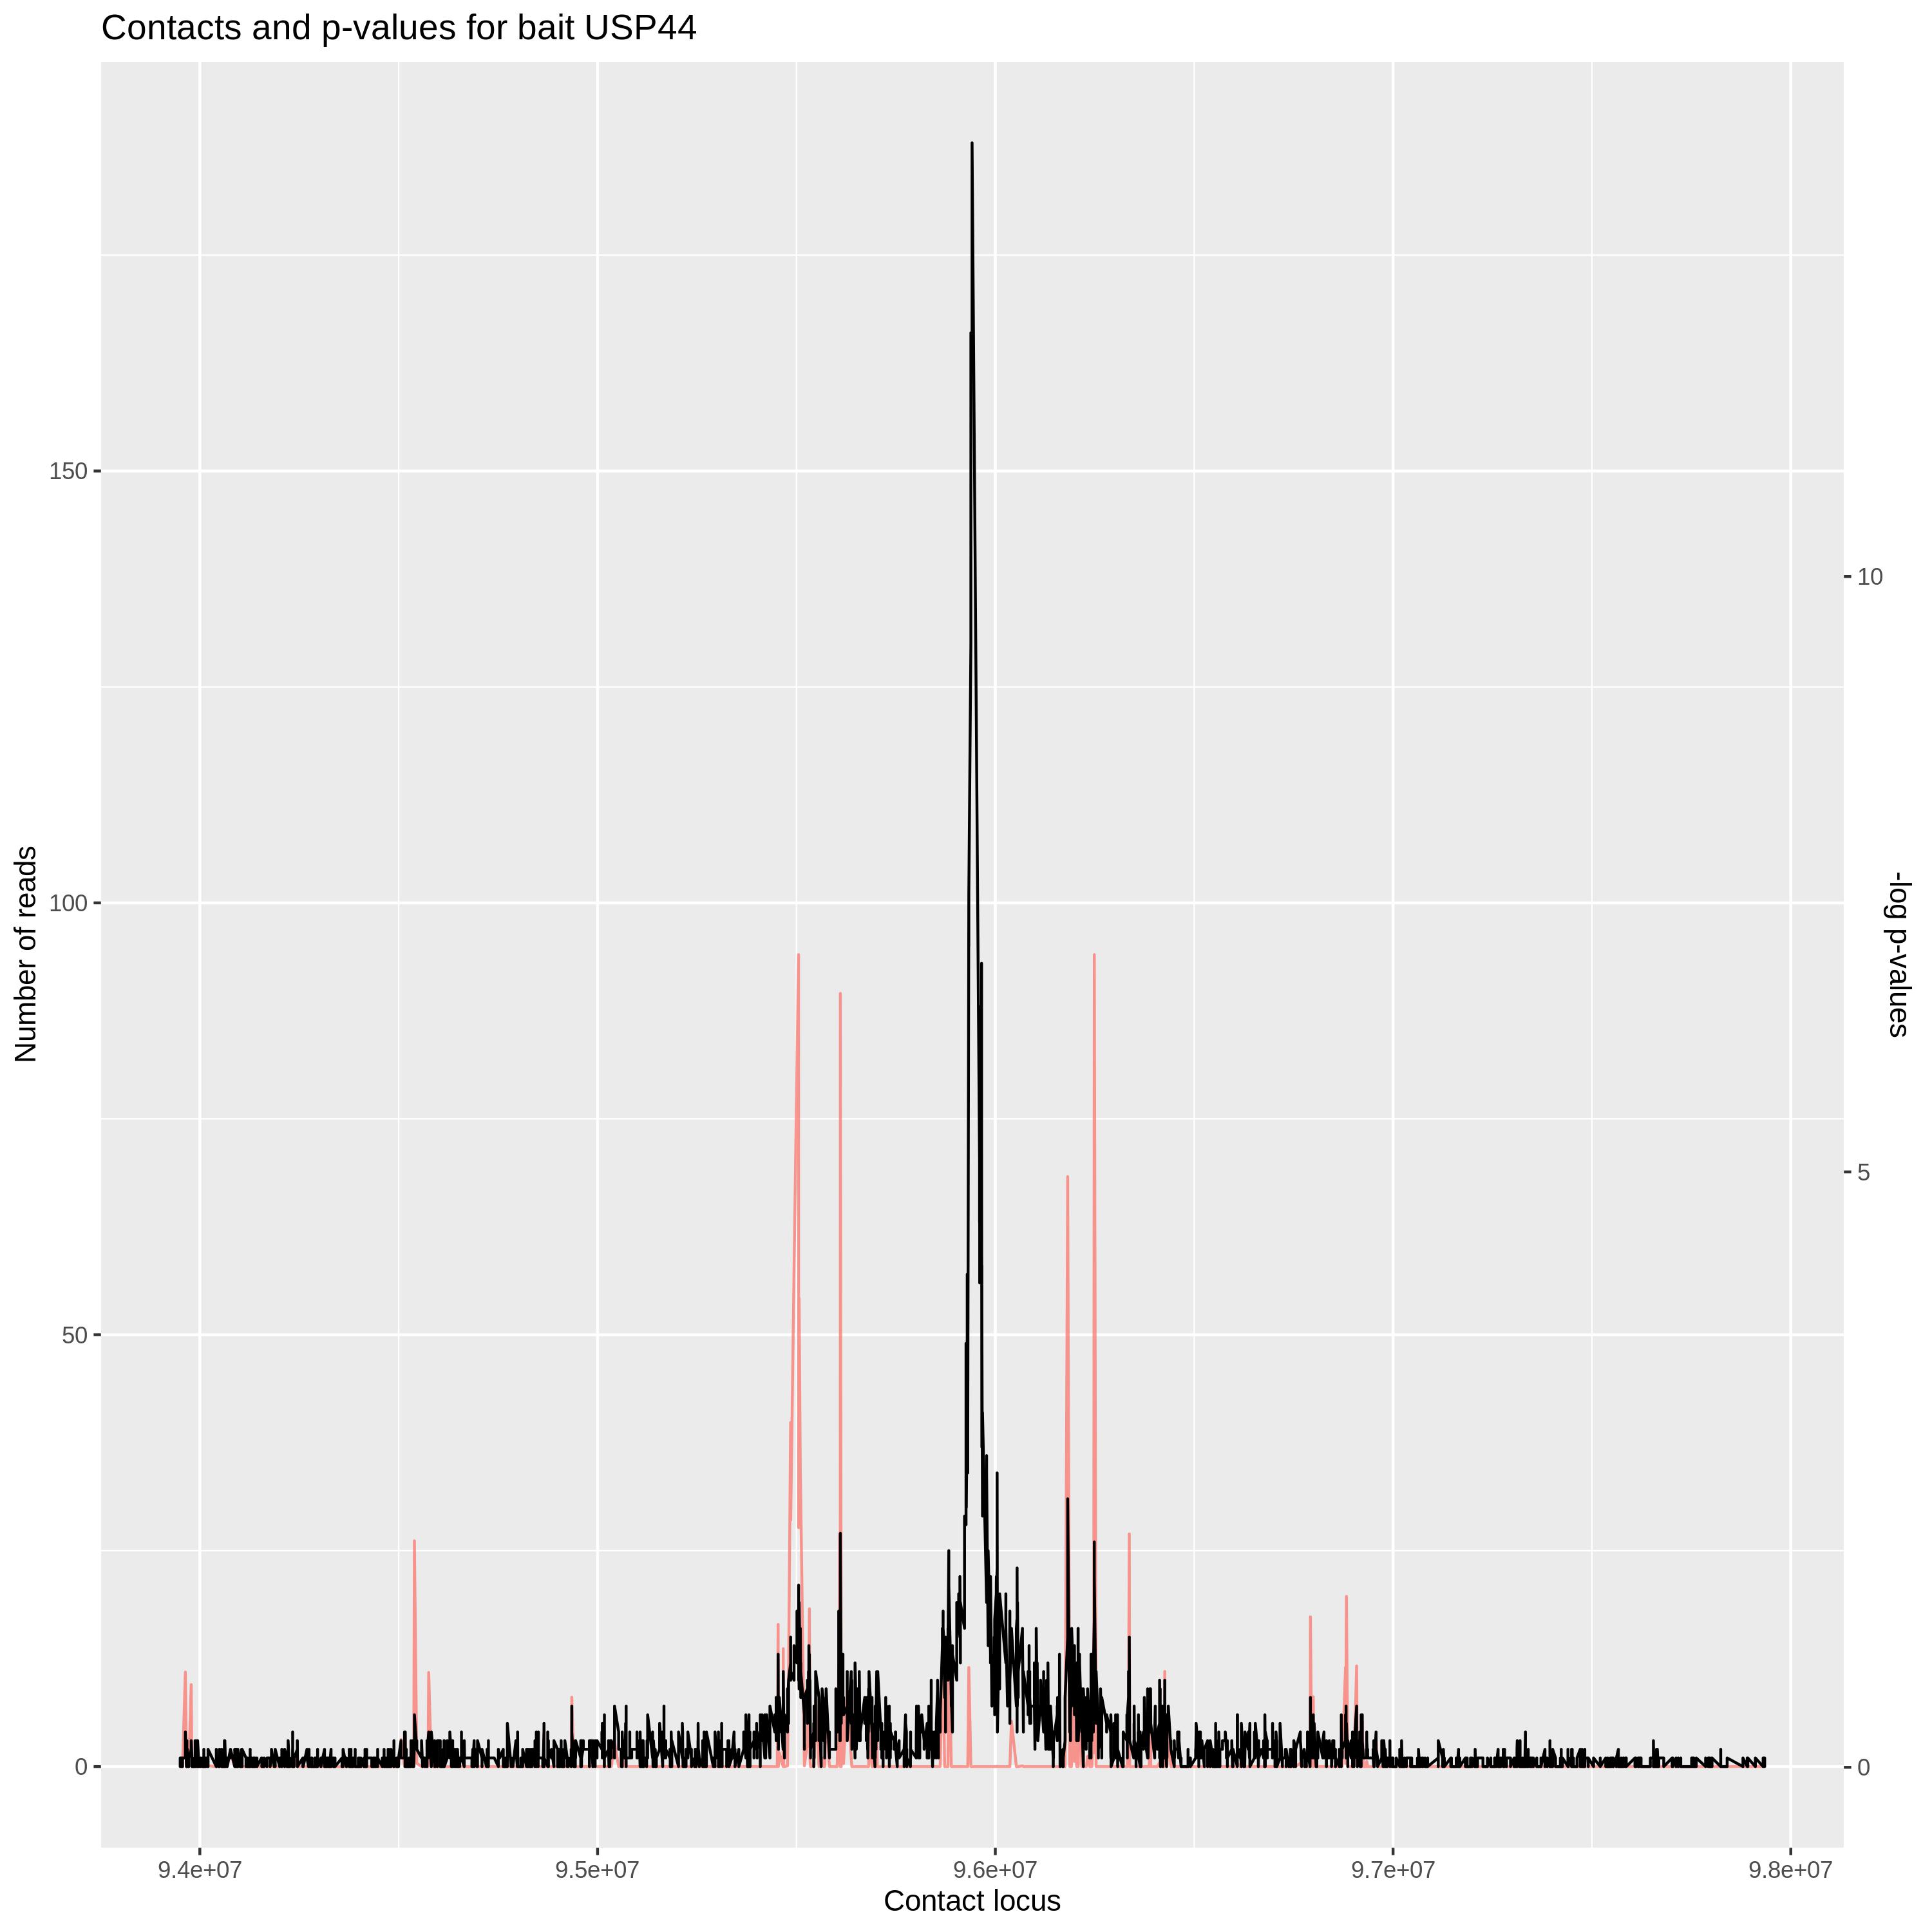 Contacts and p-values for bait USP44
150
100
50
0
Number of reads
10
5
0
-log p-values
9.4e+07
9.5e+07
9.6e+07
9.7e+07
9.8e+07
Contact locus